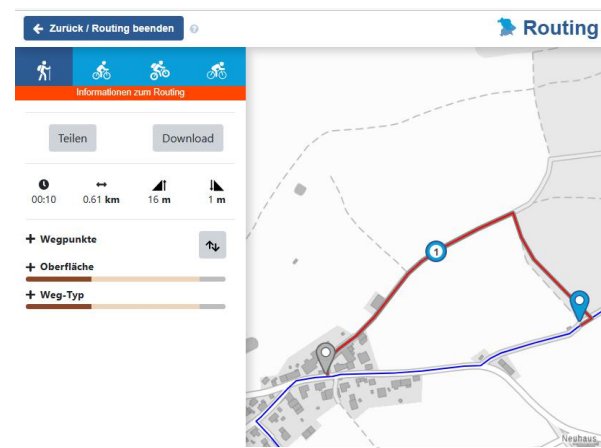 Zurück / Routing beenden
Routing
Informationen zum Routing
Teilen Download
00:10 0.61 km 16 m 1 m
Wegpunkte
Oberfläche
Weg-Typ
1
Neuhaus